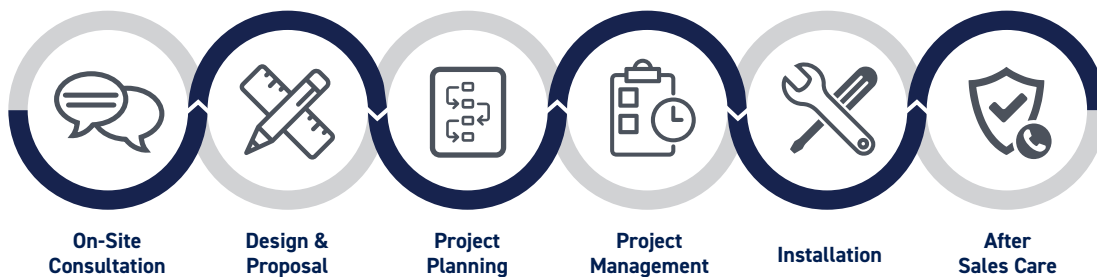 On-Site
Consultation
Design &
Proposal
Project
Planning
Project
Management
Installation
After
Sales Care